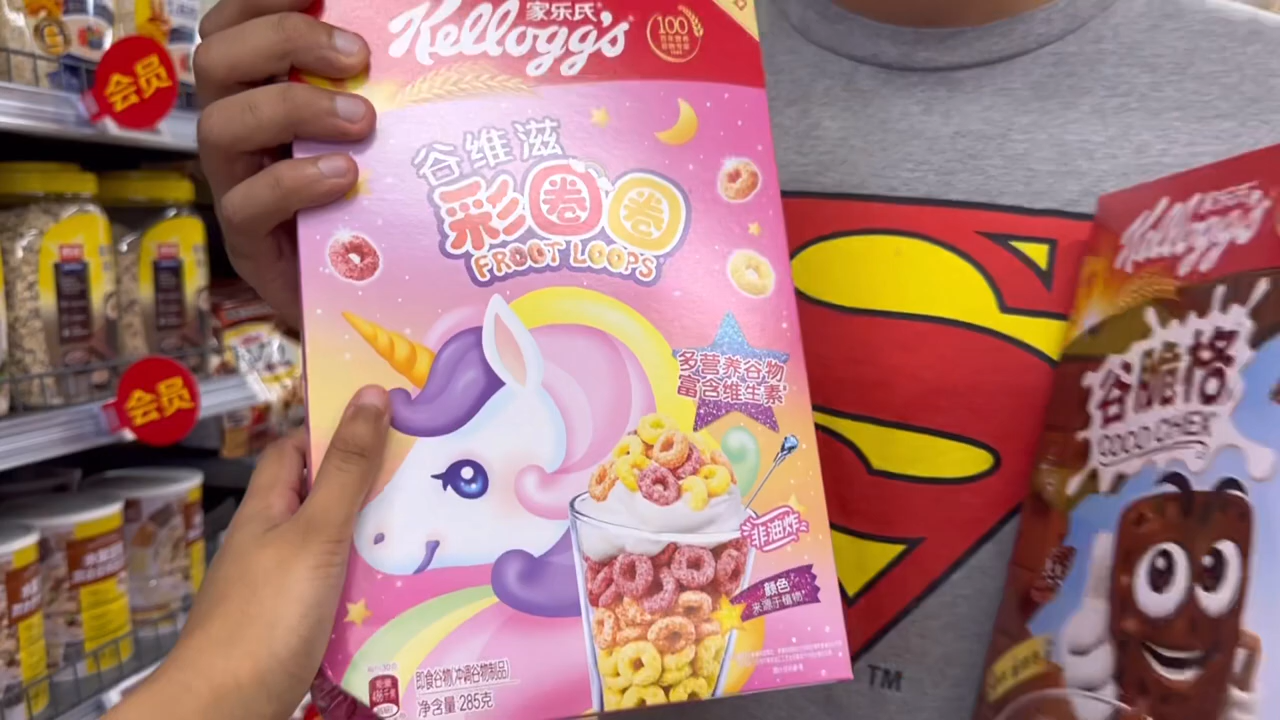 会员
家乐氏
Kellogg's
100
谷维滋
彩圈圈
FROOT LOOPS
多营养谷物
富含维生素
非油炸
颜色
来源于植物
即食谷物(冲调谷物制品)
净含量:285克
会员
Kellogg's
谷脆格
TM